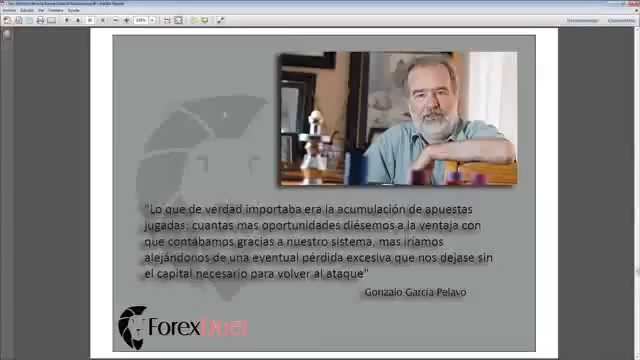 "Lo que de verdad importaba era la acumulación de apuestas
jugadas; cuantas mas oportunidades diésemos a la ventaja con
que contábamos gracias a nuestro sistema, mas iríamos
alejándonos de una eventual pérdida excesiva que nos dejase sin
el capital necesario para volver al ataque"
Gonzalo García Pelayo
ForexDuet